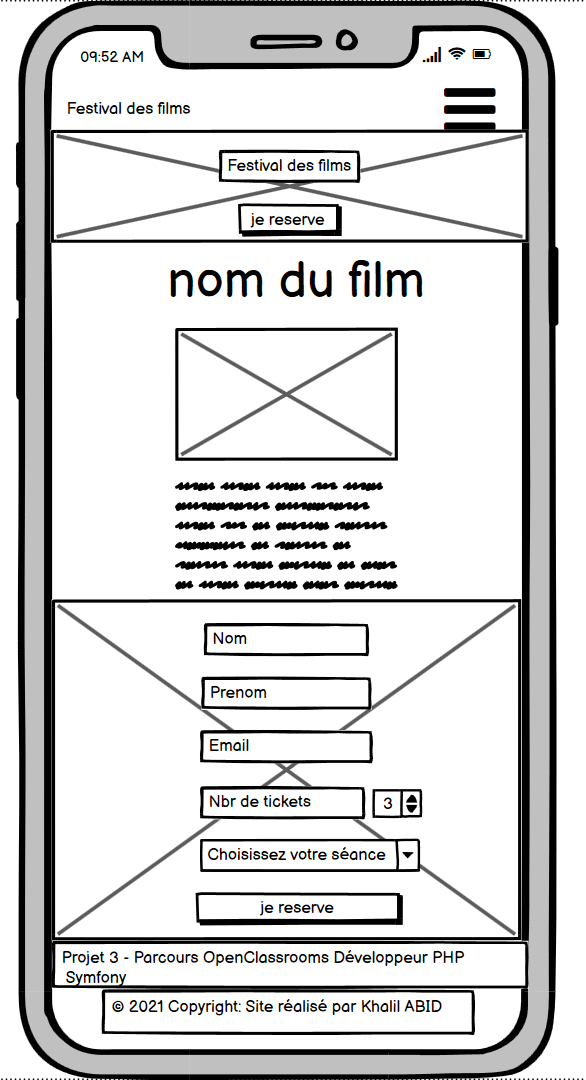 09:52 AM
Festival des films
Festival des films
je reserve
nom du film
Nom
Prenom
Email
Nbr de tickets 3
Choisissez votre séance
je reserve
Projet 3 - Parcours OpenClassrooms Développeur PHP
Symfony
© 2021 Copyright: Site réalisé par Khalil ABID